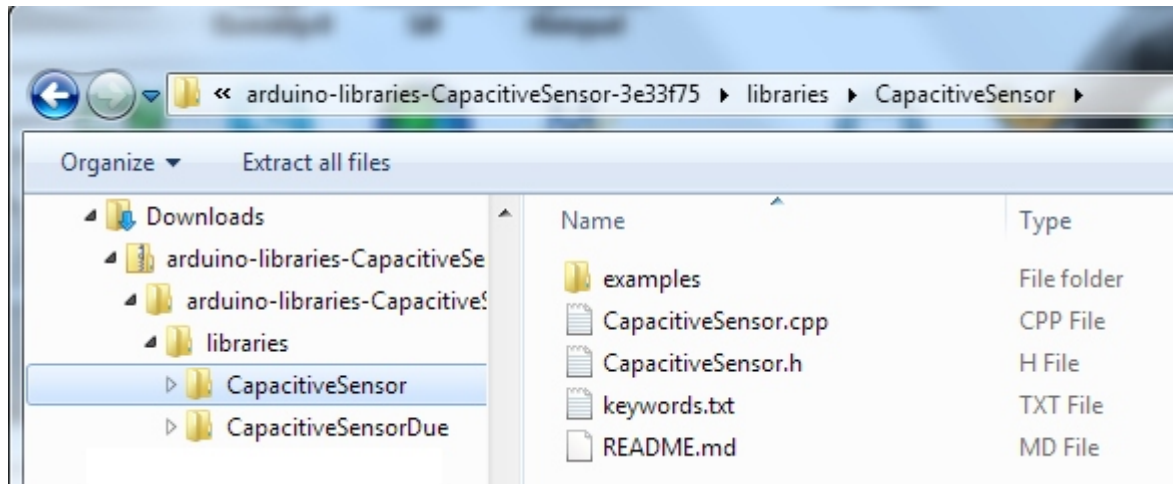 « arduino-libraries-CapacitiveSensor-3e33f75 ▸ libraries ▸ CapacitiveSensor ▸
Organize ▾ Extract all files
Downloads
arduino-libraries-CapacitiveSe
arduino-libraries-CapacitiveS
libraries
CapacitiveSensor
CapacitiveSensorDue
Name Type
examples File folder
CapacitiveSensor.cpp CPP File
CapacitiveSensor.h H File
keywords.txt TXT File
README.md MD File